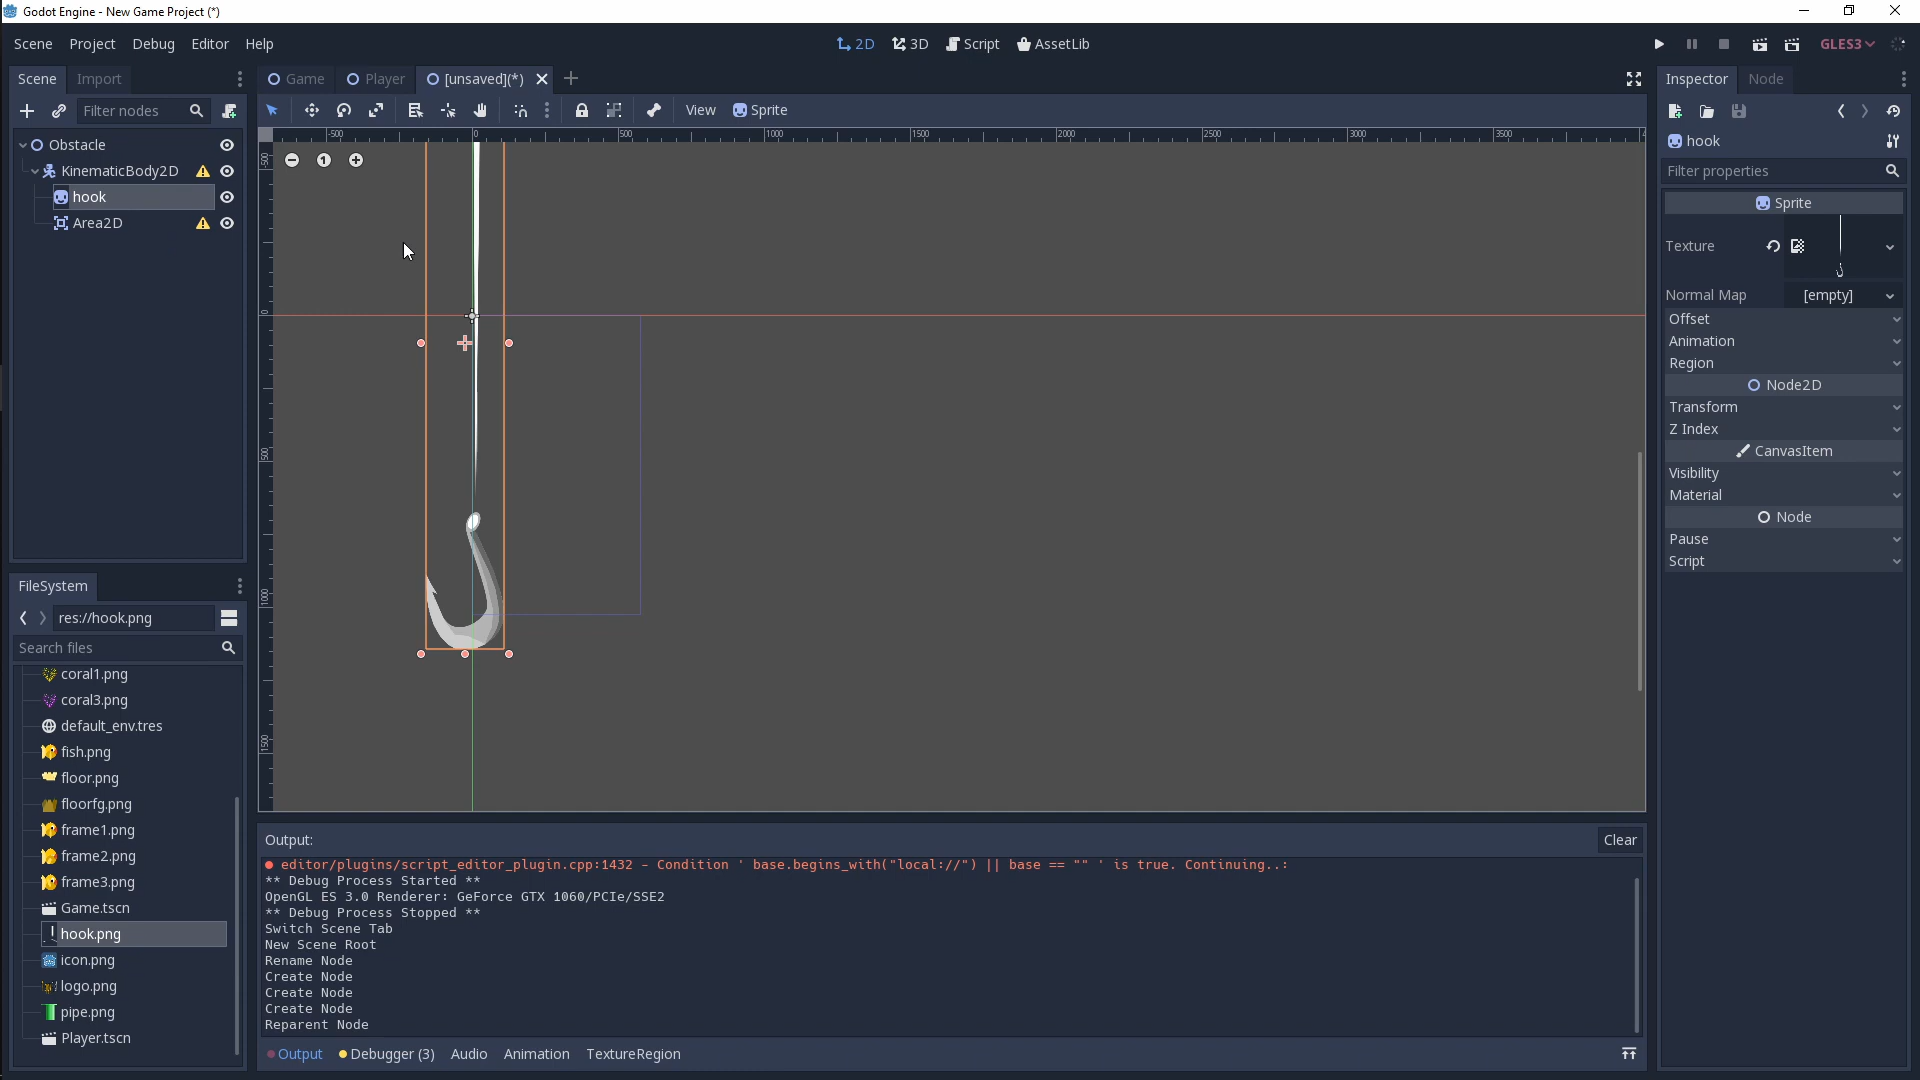 Godot Engine - New Game Project (*)
Scene Project Debug Editor Help
2D 3D Script AssetLib
GLES3
Scene Import
Filter nodes
Obstacle
KinematicBody2D
hook
Area2D
FileSystem
res://hook.png
Search files
coral1.png
coral3.png
default_env.tres
fish.png
floor.png
floorfg.png
frame1.png
frame2.png
frame3.png
Game.tscn
hook.png
icon.png
logo.png
pipe.png
Player.tscn
Game Player [unsaved](*)
View Sprite
-500 0 500 1000 1500 2000 2500 3000 3500
-500
0
500
1000
1500
1
Output:
Clear
editor/plugins/script_editor_plugin.cpp:1432 - Condition ' base.begins_with("local://") || base == "" ' is true. Continuing..:
** Debug Process Started **
OpenGL ES 3.0 Renderer: GeForce GTX 1060/PCIe/SSE2
** Debug Process Stopped **
Switch Scene Tab
New Scene Root
Rename Node
Create Node
Create Node
Create Node
Reparent Node
Output Debugger (3) Audio Animation TextureRegion
Inspector Node
hook
Filter properties
Sprite
Texture
Normal Map [empty]
Offset
Animation
Region
Node2D
Transform
Z Index
CanvasItem
Visibility
Material
Node
Pause
Script